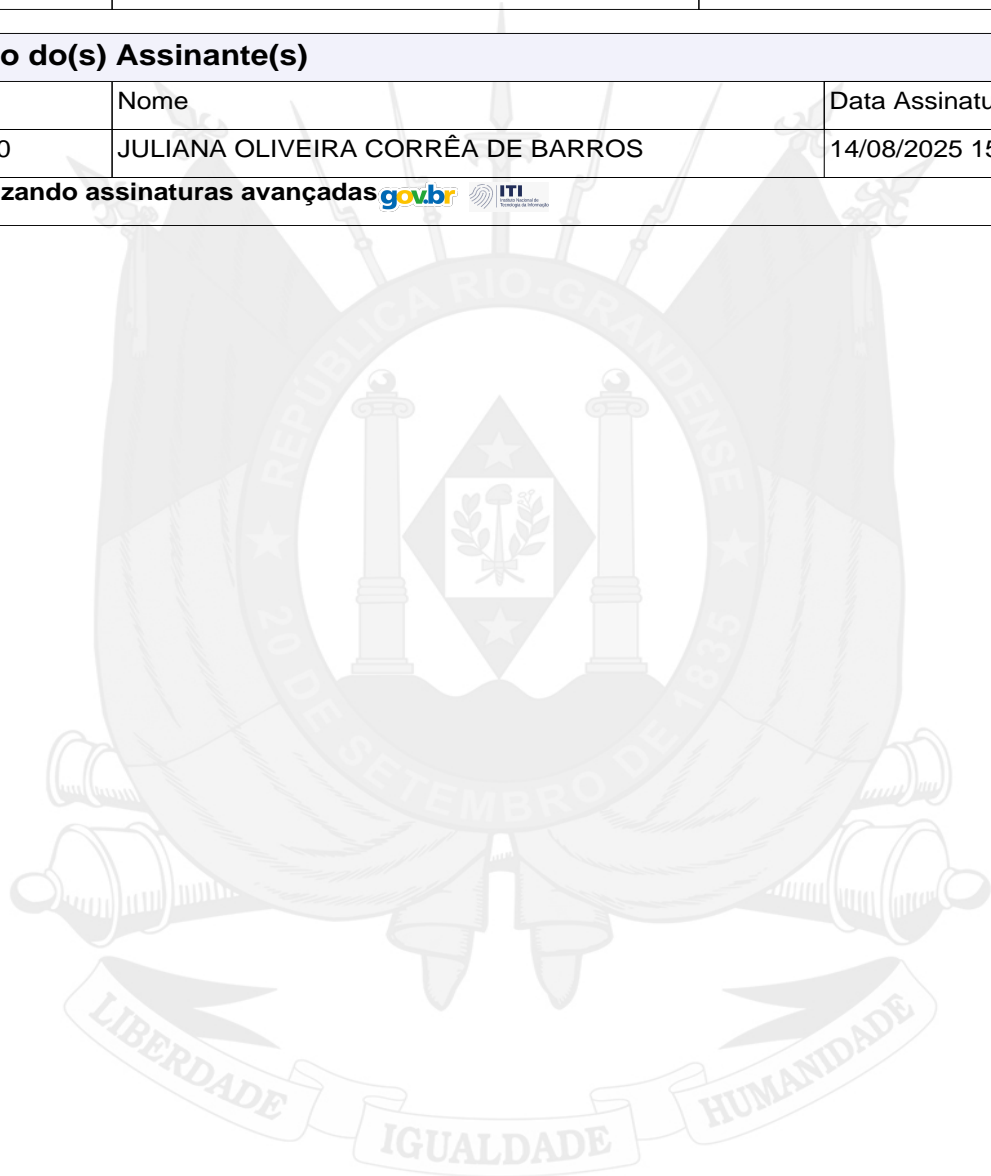 o do(s) Assinante(s)
Nome Data Assinatu
0 JULIANA OLIVEIRA CORRÊA DE BARROS 14/08/2025 15
zando assinaturas avançadas gov.br ITI
REPÚBLICA RIO-GRANDENSE
20 DE SETEMBRO DE 1835
LIBERDADE IGUALDADE HUMANIDADE